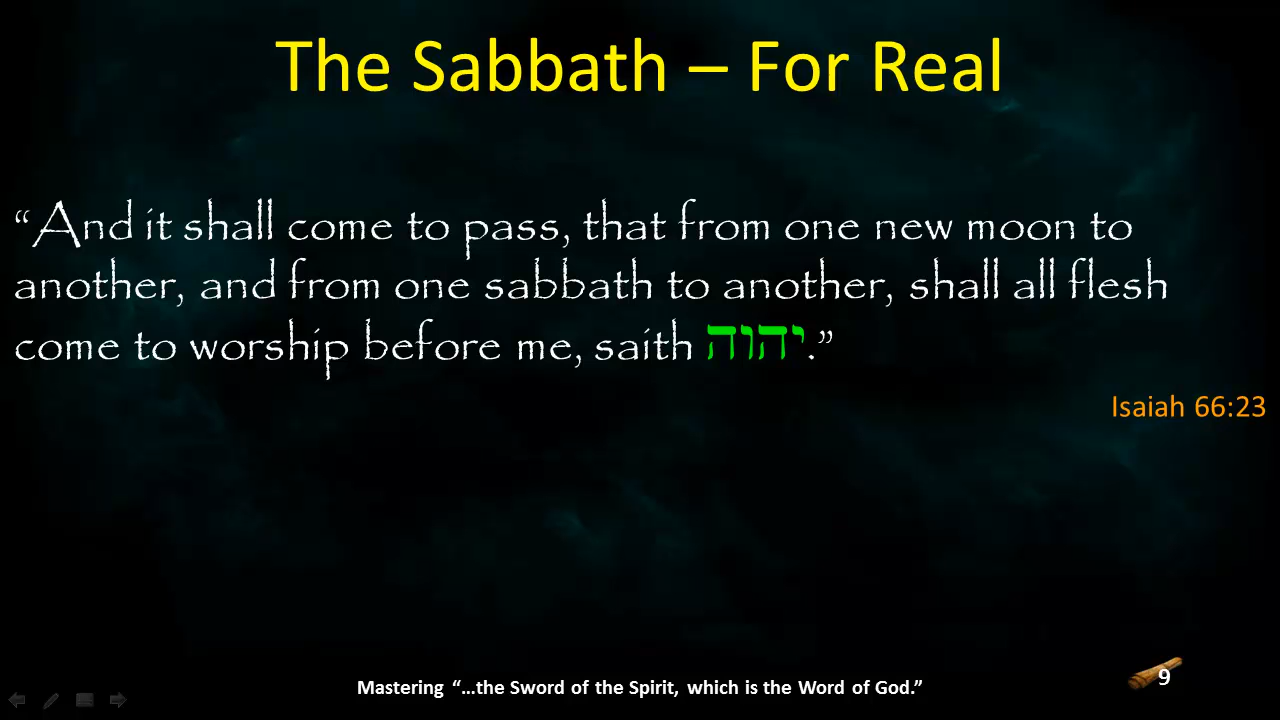 The Sabbath – For Real
“And it shall come to pass, that from one new moon to
another, and from one sabbath to another, shall all flesh
come to worship before me, saith יהוה.”
Isaiah 66:23
Mastering “…the Sword of the Spirit, which is the Word of God.”
9